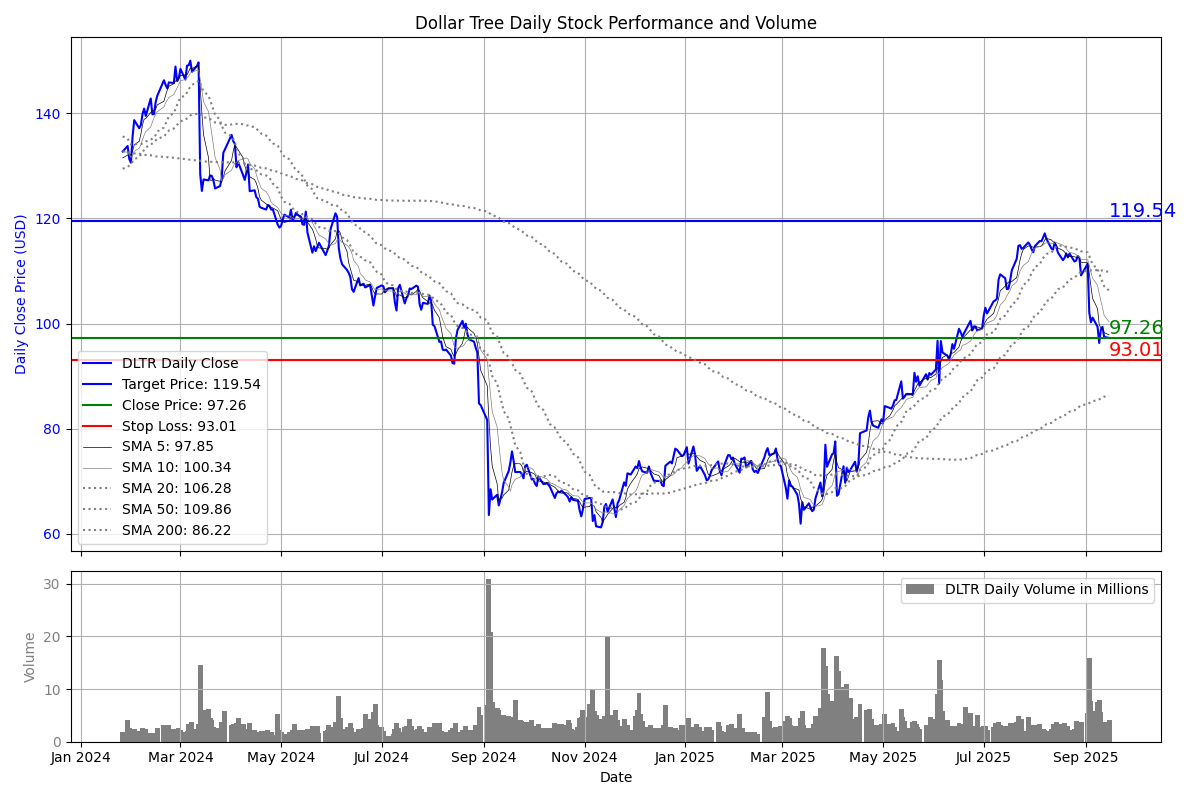 Dollar Tree Daily Stock Performance and Volume
Daily Close Price (USD)
140
120
100
80
60
119.54
97.26
93.01
DLTR Daily Close
Target Price: 119.54
Close Price: 97.26
Stop Loss: 93.01
SMA 5: 97.85
SMA 10: 100.34
SMA 20: 106.28
SMA 50: 109.86
SMA 200: 86.22
Volume
30
20
10
0
DLTR Daily Volume in Millions
Jan 2024 Mar 2024 May 2024 Jul 2024 Sep 2024 Nov 2024 Jan 2025 Mar 2025 May 2025 Jul 2025 Sep 2025
Date